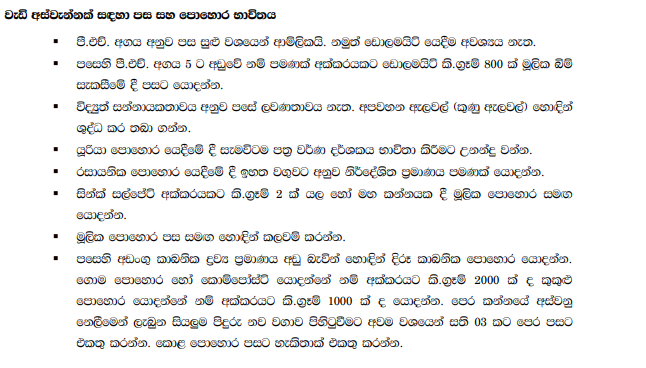 වැඩි අස්වැන්නක් සඳහා පස සහ පොහොර භාවිතය
▪ පී.එච්. අගය අනුව පස සුළු වශයෙන් ආම්ලිකයි. නමුත් ඩොලමයිට් යෙදීම අවශ්‍යය නැත.
▪ පසෙහි පී.එච්. අගය 5 ට අඩුවේ නම් පමණක් අක්කරයකට ඩොලමයිට් කි.ග්‍රෑම් 800 ක් මූලික බිම්
සැකසීමේ දී පසට යොදන්න.
▪ විද්‍යුත් සන්නායකතාවය අනුව පසේ ලවණතාවය නැත. අපවහන ඇලවල් (කුණු ඇලවල්) හොඳින්
ශුද්ධ කර තබා ගන්න.
▪ යූරියා පොහොර යෙදීමේ දී සැමවිටම පත්‍ර වර්ණ දර්ශකය භාවිතා කිරීමට උනන්දු වන්න.
▪ රසායනික පොහොර යෙදීමේ දී ඉහත වගුවට අනුව නිර්දේශිත ප්‍රමාණය පමණක් යොදන්න.
▪ සින්ක් සල්ෆේට් අක්කරයකට කි.ග්‍රෑම් 2 ක් යල හෝ මහ කන්නයක දී මූලික පොහොර සමඟ
යොදන්න.
▪ මූලික පොහොර පස සමඟ හොඳින් කලවම් කරන්න.
▪ පසෙහි අඩංගු කාබනික ද්‍රව්‍ය ප්‍රමාණය අඩු බැවින් හොඳින් දිරූ කාබනික පොහොර යොදන්න.
ගොම පොහොර හෝ කොම්පෝස්ට් යොදන්නේ නම් අක්කරයට කි.ග්‍රෑම් 2000 ක් ද කුකුළු
පොහොර යොදන්නේ නම් අක්කරයට කි.ග්‍රෑම් 1000 ක් ද යොදන්න. පෙර කන්නයේ අස්වනු
නෙලීමෙන් ලැබුන සියලුම පිදුරු නව වගාව පිහිටුවීමට අවම වශයෙන් සති 03 කට පෙර පසට
එකතු කරන්න. කොළ පොහොර පසට හැකිතාක් එකතු කරන්න.